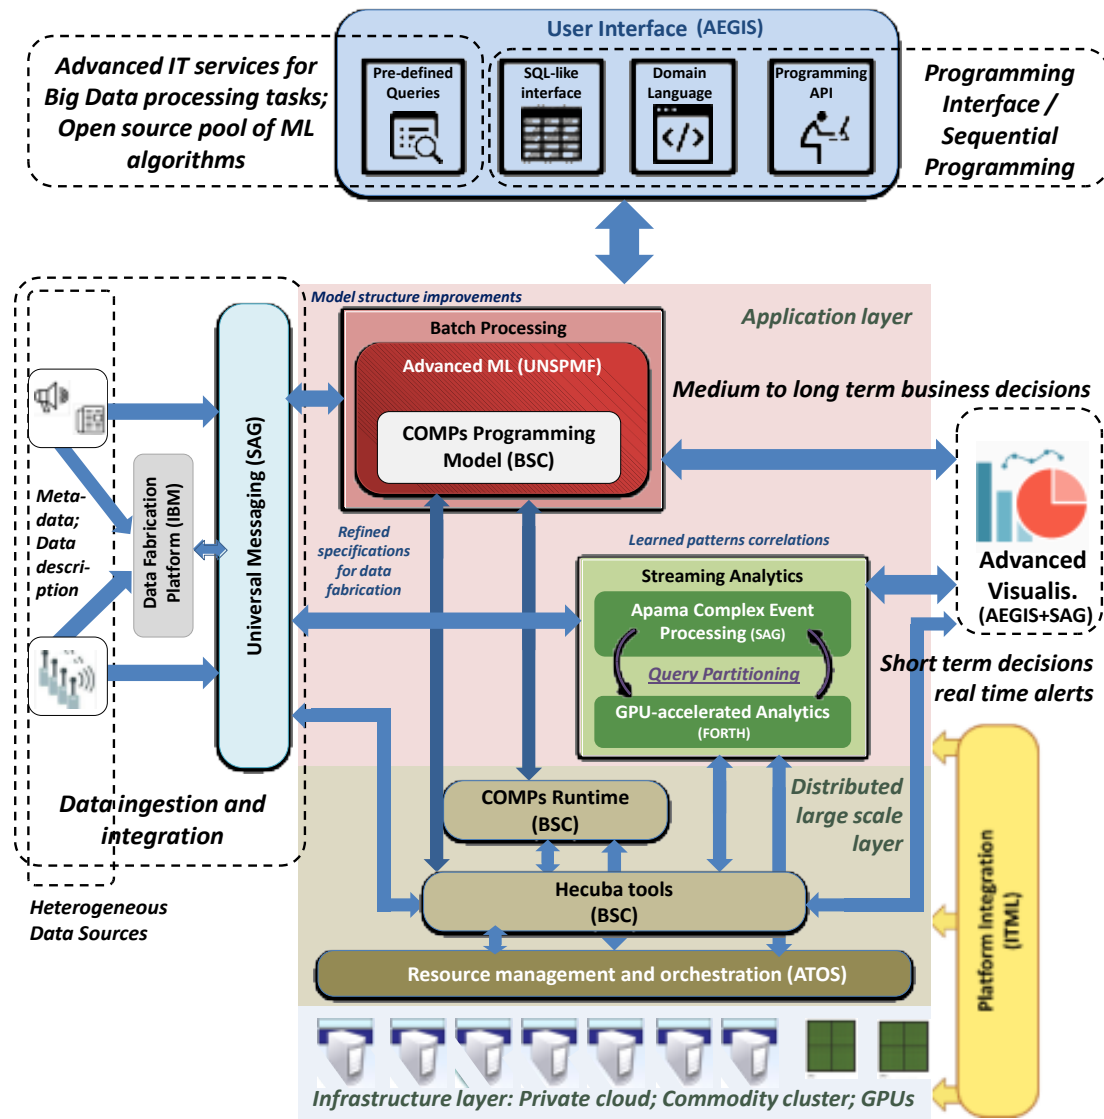 User Interface (AEGIS)
Advanced IT services for
Big Data processing tasks;
Open source pool of ML
algorithms
Pre-defined
Queries
SQL-like
interface
Domain
Language
Programming
API
Programming
Interface /
Sequential
Programming
Model structure improvements
Application layer
Batch Processing
Advanced ML (UNSPMF)
COMPs Programming
Model (BSC)
Medium to long term business decisions
Universal Messaging (SAG)
Data Fabrication
Platform (IBM)
Meta-
data;
Data
descri-
ption
Refined
specifications
for data
fabrication
Learned patterns correlations
Streaming Analytics
Apama Complex Event
Processing (SAG)
Query Partitioning
GPU-accelerated Analytics
(FORTH)
Advanced
Visualis.
(AEGIS+SAG)
Short term decisions
real time alerts
Data ingestion and
integration
COMPs Runtime
(BSC)
Distributed
large scale
layer
Hecuba tools
(BSC)
Heterogeneous
Data Sources
Resource management and orchestration (ATOS)
Platform Integration
(ITML)
Infrastructure layer: Private cloud; Commodity cluster; GPUs